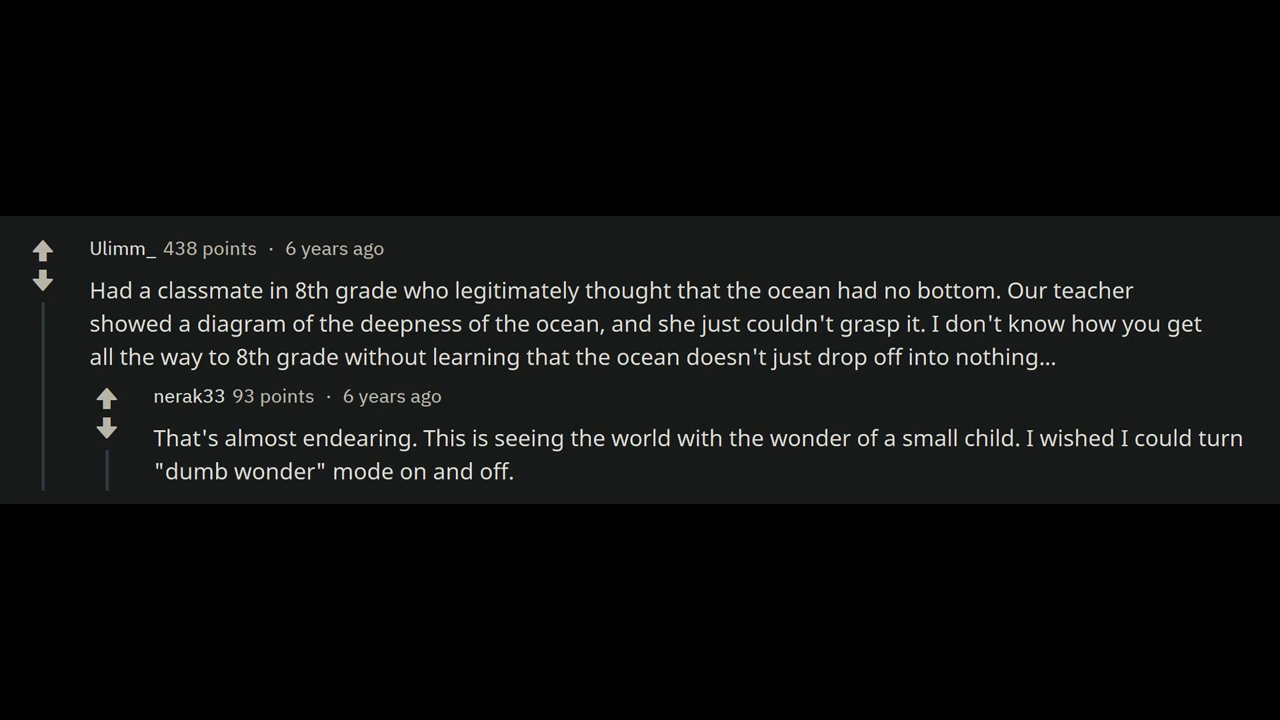 Ulimm_ 438 points · 6 years ago
Had a classmate in 8th grade who legitimately thought that the ocean had no bottom. Our teacher
showed a diagram of the deepness of the ocean, and she just couldn't grasp it. I don't know how you get
all the way to 8th grade without learning that the ocean doesn't just drop off into nothing...
nerak33 93 points · 6 years ago
That's almost endearing. This is seeing the world with the wonder of a small child. I wished I could turn
"dumb wonder" mode on and off.